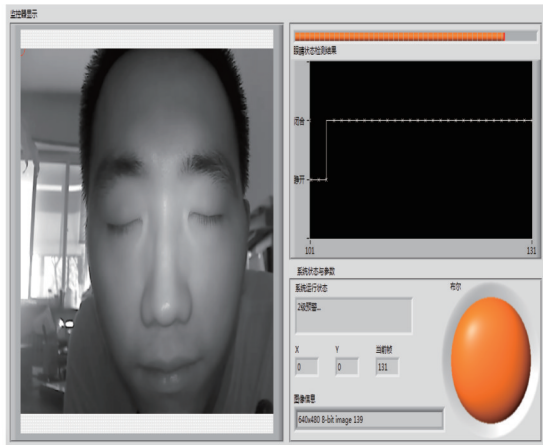 监控器显示
眼睛状态检测结果
闭合
睁开
101 131
系统状态与参数
系统运行状态
布尔
2级预警...
X Y 当前帧
0 0 131
图像信息
640x480 8-bit image 139